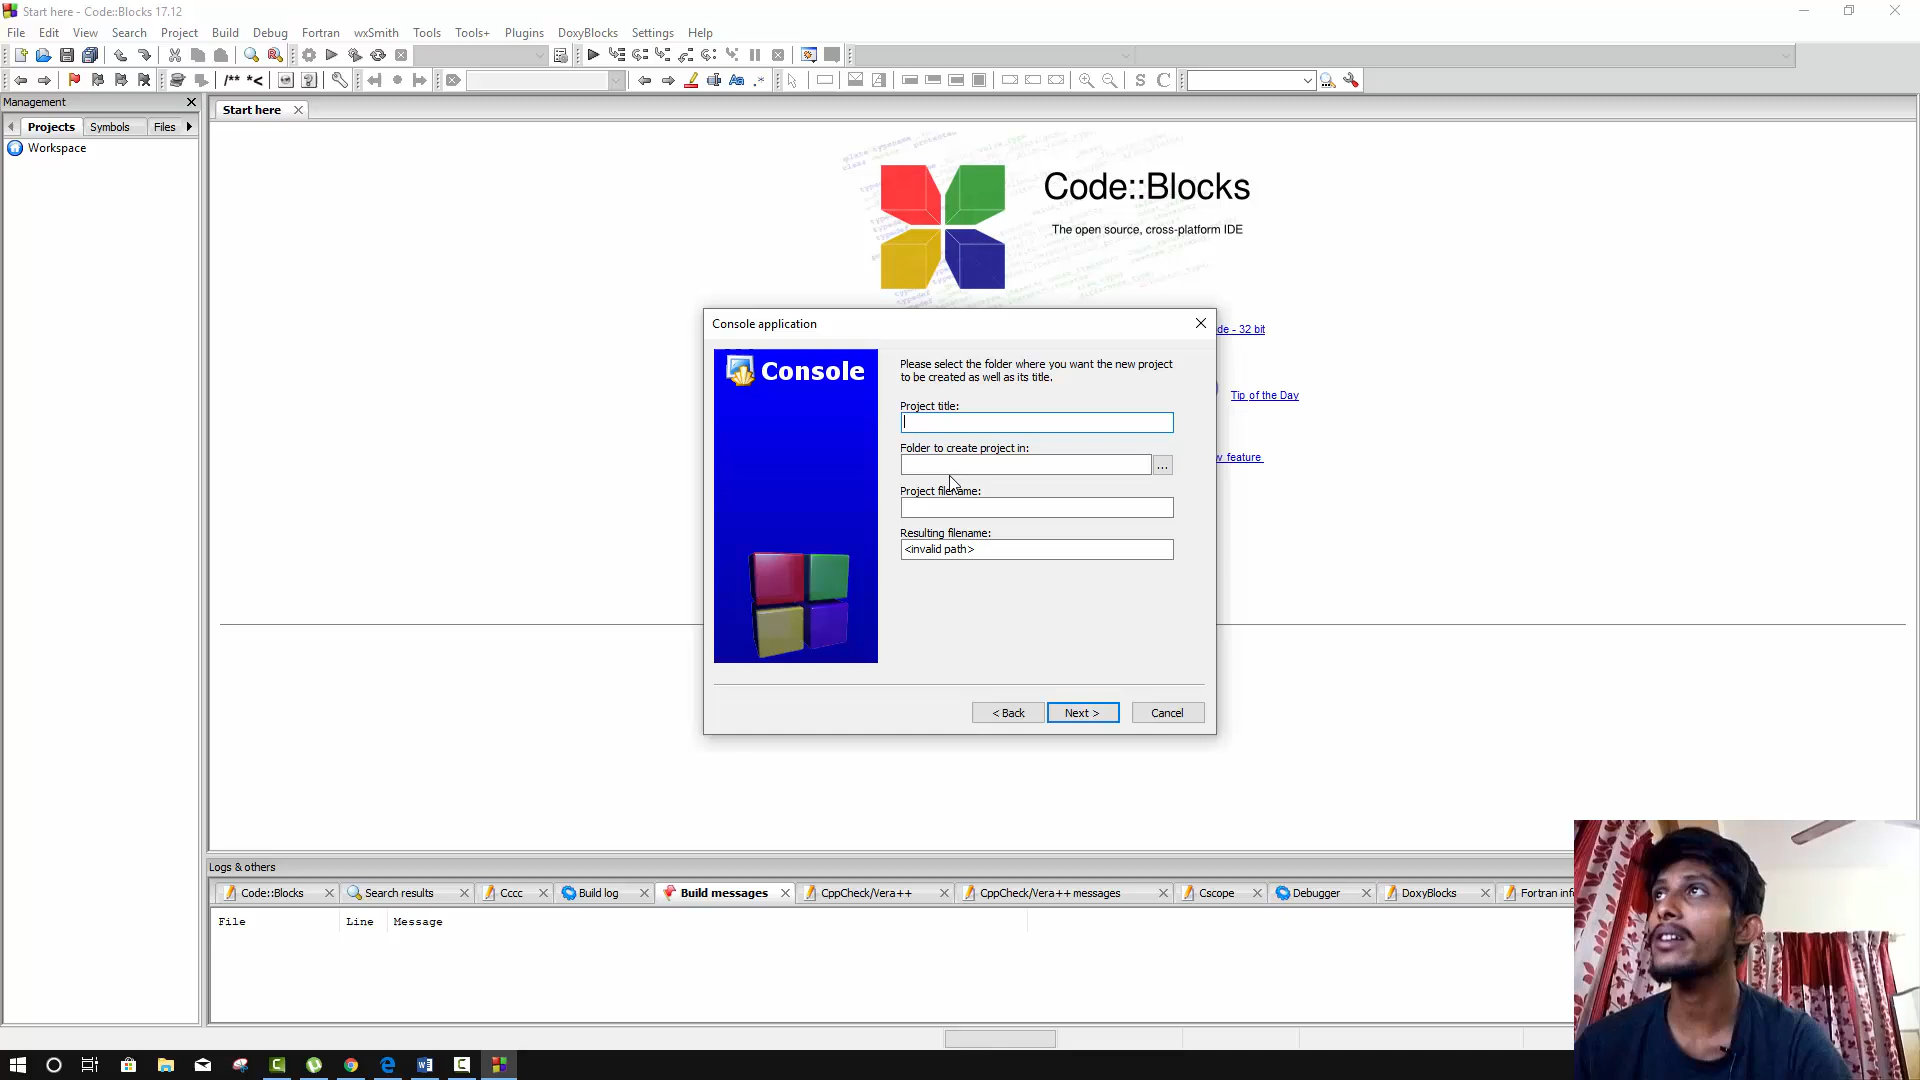 Start here - Code::Blocks 17.12
File Edit View Search Project Build Debug Fortran wxSmith Tools Tools+ Plugins DoxyBlocks Settings Help
/** *<
Aa .*
S C
Management
Start here
Projects Symbols Files
Workspace
Code::Blocks
The open source, cross-platform IDE
de - 32 bit
Tip of the Day
w feature
Console application
Console
Please select the folder where you want the new project
to be created as well as its title.
Project title:
Folder to create project in:
...
Project filename:
Resulting filename:
<invalid path>
< Back Next > Cancel
Logs & others
Code::Blocks Search results Cccc Build log Build messages CppCheck/Vera++ CppCheck/Vera++ messages Cscope Debugger DoxyBlocks Fortran inf
File Line Message